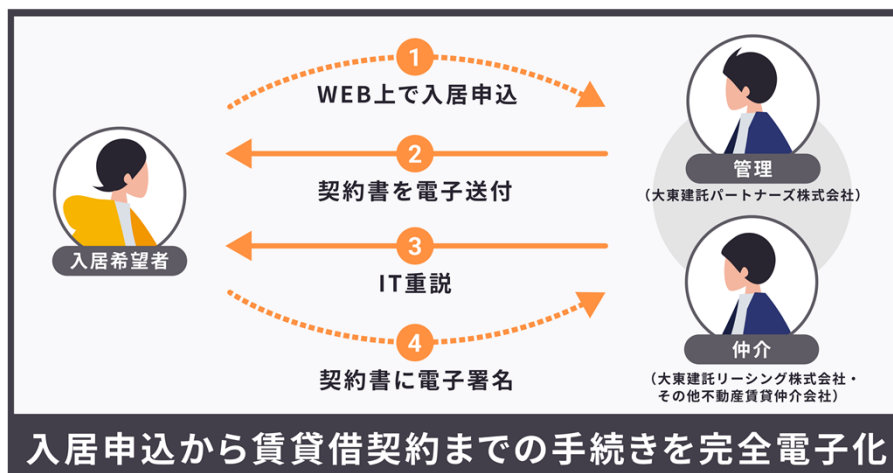 1
WEB上で入居申込
2
契約書を電子送付
3
IT重説
4
契約書に電子署名
入居希望者
管理
（大東建託パートナーズ株式会社）
仲介
（大東建託リーシング株式会社・
その他不動産賃貸仲介会社）
入居申込から賃貸借契約までの手続きを完全電子化